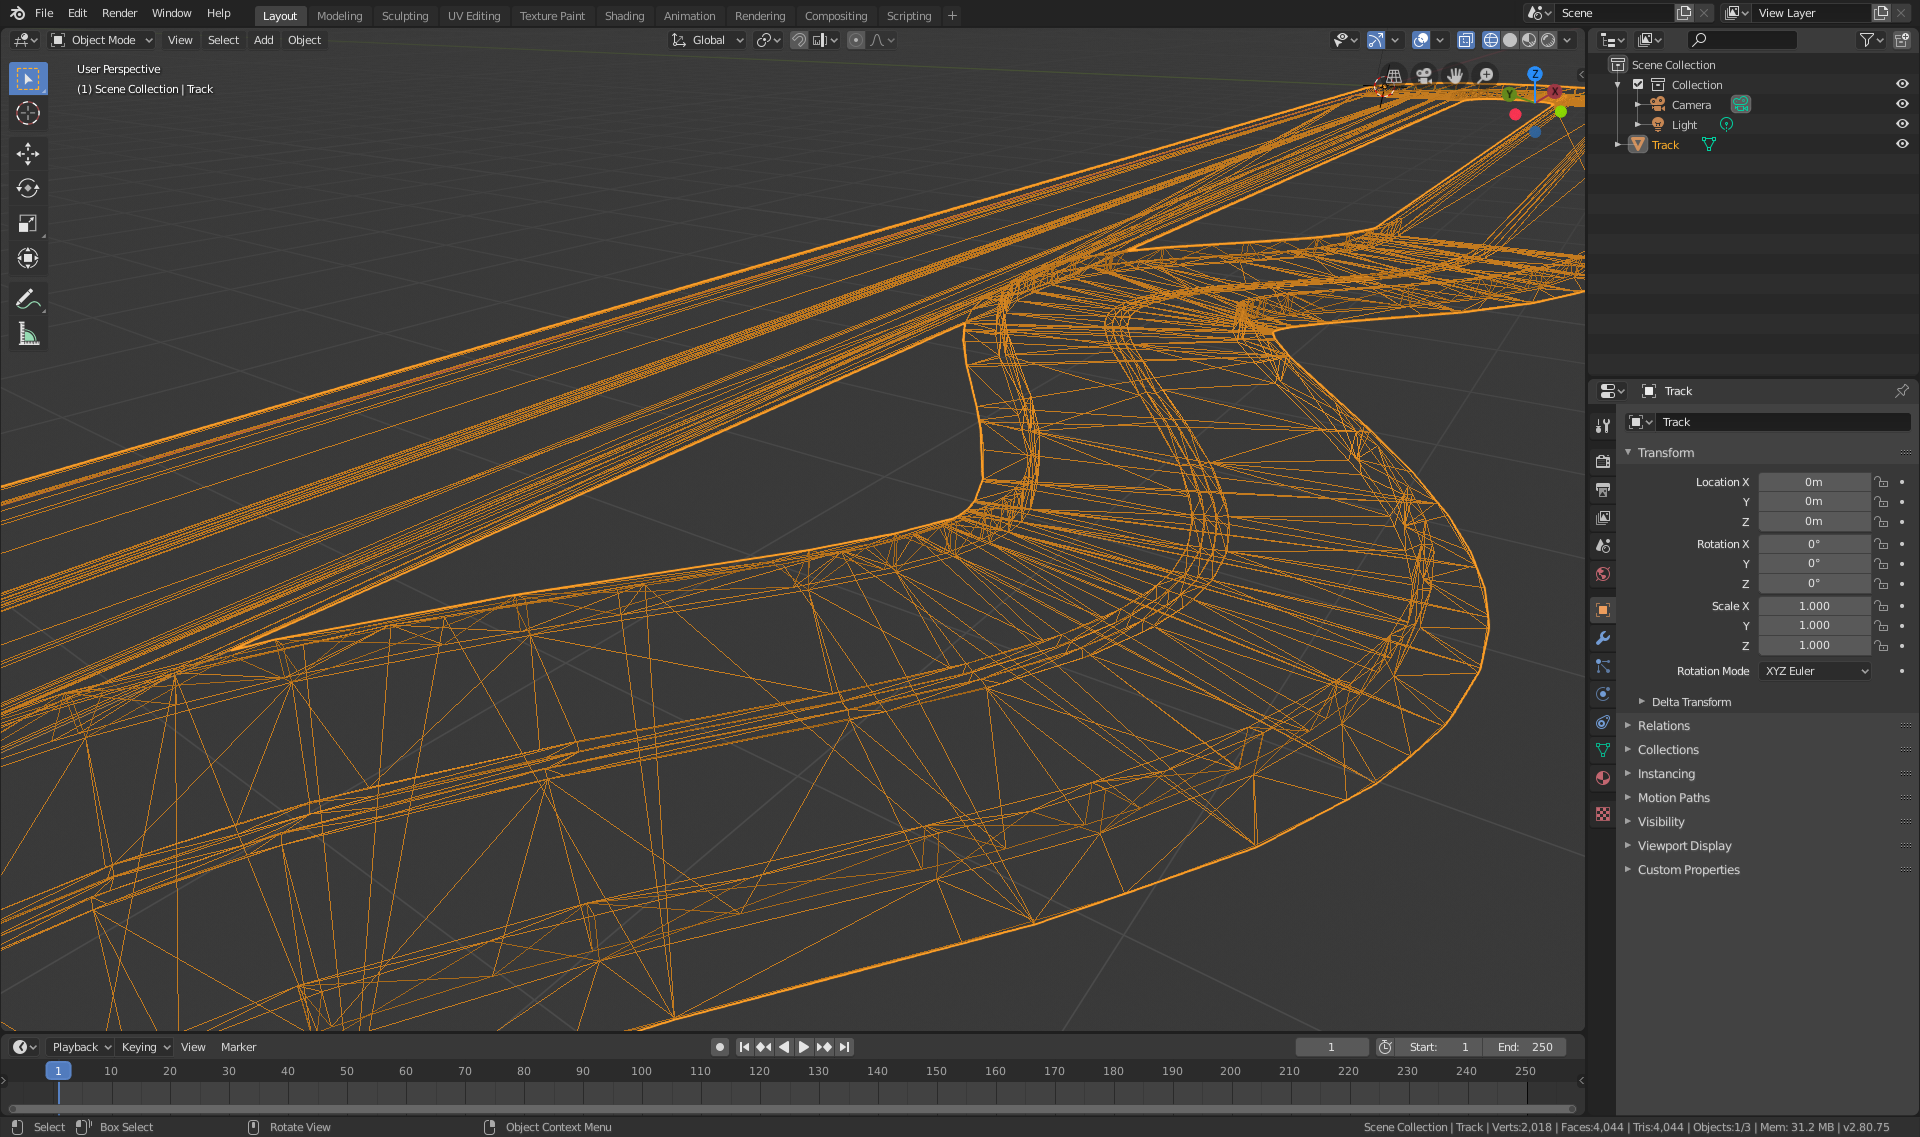 File Edit Render Window Help
Layout Modeling Sculpting UV Editing Texture Paint Shading Animation Rendering Compositing Scripting +
Scene
View Layer
Object Mode View Select Add Object
Global
User Perspective
(1) Scene Collection | Track
Z
Y
X
Scene Collection
Collection
Camera
Light
Track
Track
Track
Transform
Location X 0m
Y 0m
Z 0m
Rotation X 0°
Y 0°
Z 0°
Scale X 1.000
Y 1.000
Z 1.000
Rotation Mode XYZ Euler
Delta Transform
Relations
Collections
Instancing
Motion Paths
Visibility
Viewport Display
Custom Properties
Playback Keying View Marker
1
Start: 1
End: 250
1 10 20 30 40 50 60 70 80 90 100 110 120 130 140 150 160 170 180 190 200 210 220 230 240 250
Select Box Select Rotate View Object Context Menu
Scene Collection | Track | Verts:2,018 | Faces:4,044 | Tris:4,044 | Objects:1/3 | Mem: 31.2 MB | v2.80.75